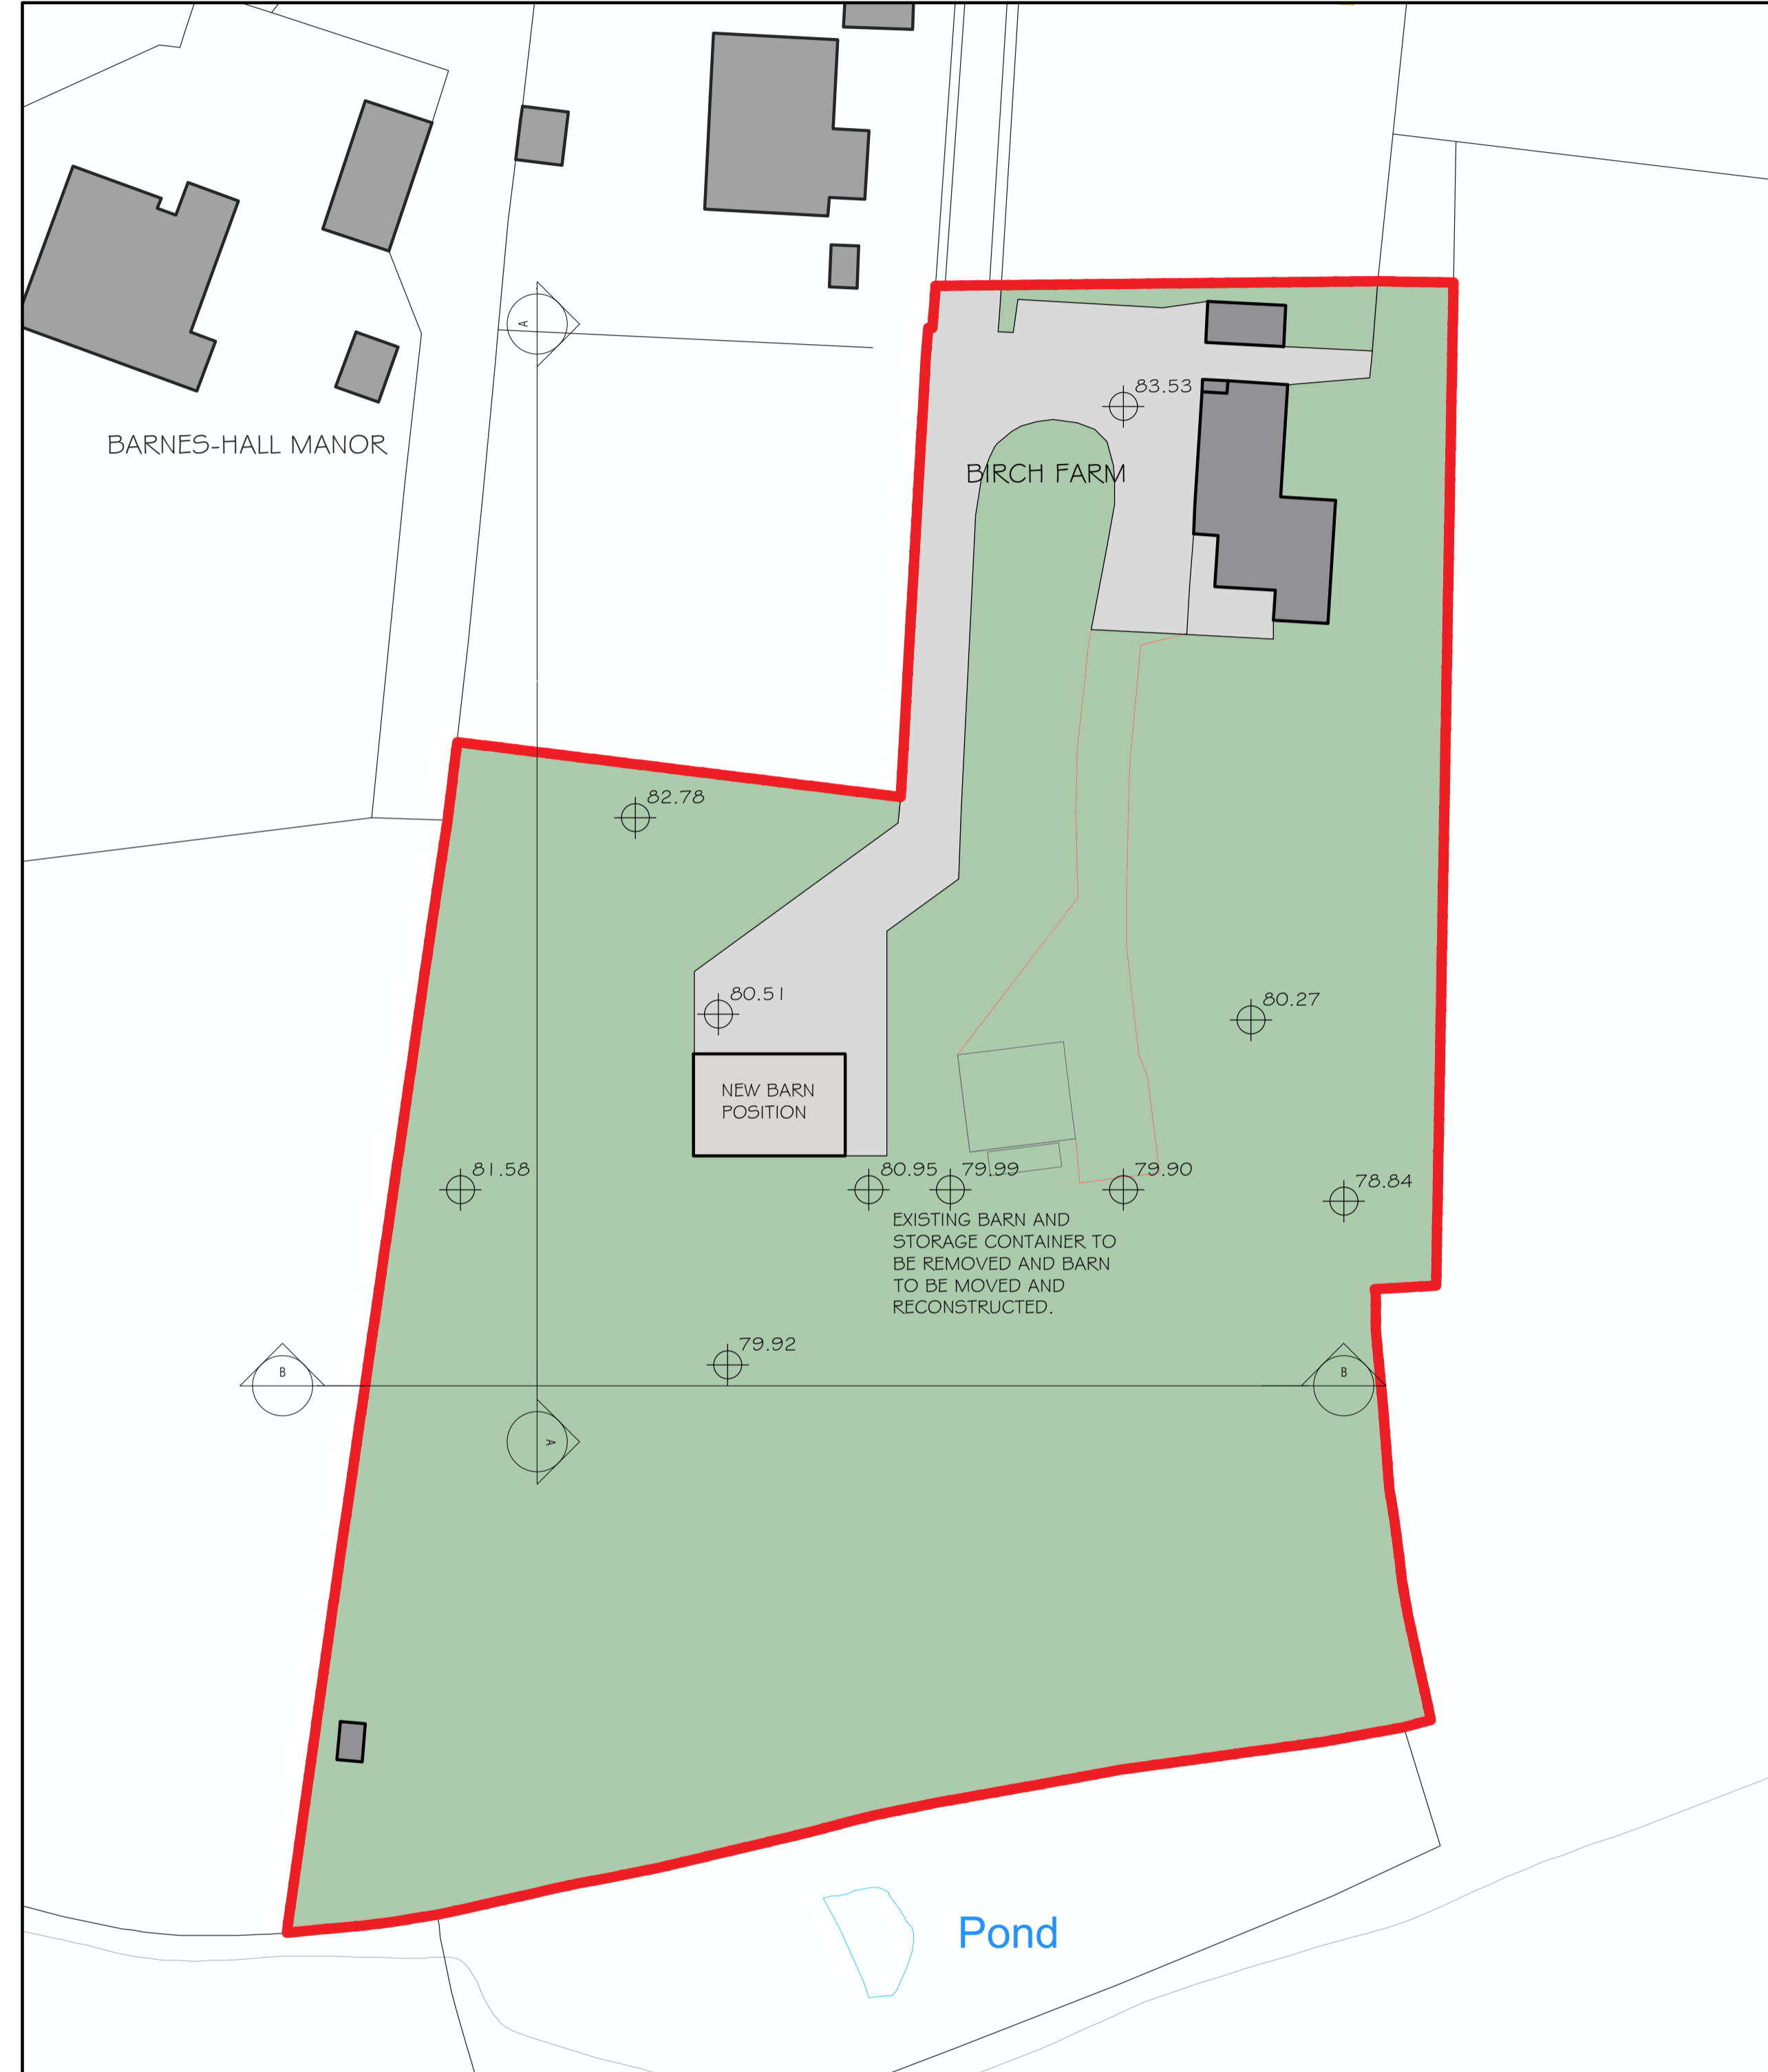 A
83.53
BARNES-HALL MANOR
BIRCH FARM
82.78
80.51
80.27
NEW BARN
POSITION
81.58
80.95
79.99
79.90
78.84
EXISTING BARN AND
STORAGE CONTAINER TO
BE REMOVED AND BARN
TO BE MOVED AND
RECONSTRUCTED.
79.92
B
B
A
Pond